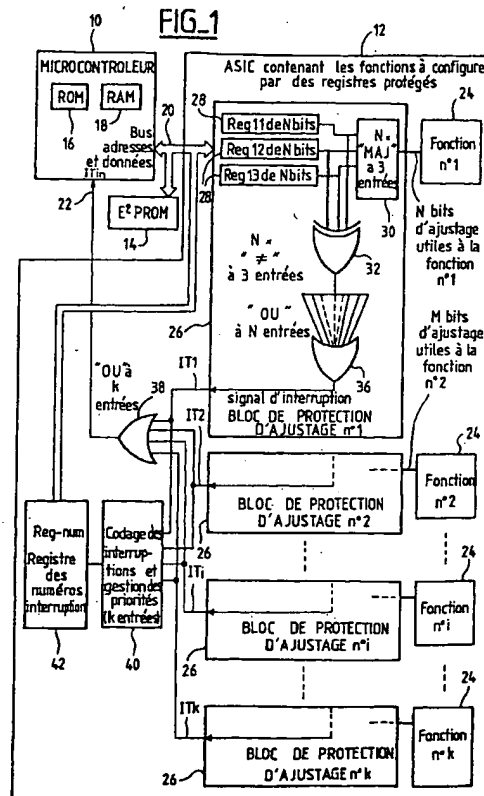 FIG_1
10
MICROCONTROLEUR
ROM
RAM
16
18
20
Bus
adresses
et données
ITin
22
E² PROM
14
12
ASIC contenant les fonctions à configurer
par des registres protégés
28
Reg 11 de N bits
Reg 12 de N bits
28
Reg 13 de N bits
28
N ×
"MAJ"
à 3
entrées
30
24
Fonction
n°1
N bits
d'ajustage
utiles à la
fonction
n°1
N ×
"≠"
à 3 entrées
32
"OU"
à N entrées
26
36
IT1
signal d'interruption
BLOC DE PROTECTION
D'AJUSTAGE n°1
M bits
d'ajustage
utiles à la
fonction
n°2
"OU" à
k
entrées
38
IT2
BLOC DE PROTECTION
D'AJUSTAGE n°2
26
24
Fonction
n°2
Reg-num
Registre
des
numéros
interruption
42
Codage des
interrup-
tions et
gestion des
priorités
(k entrées)
40
ITi
BLOC DE PROTECTION
D'AJUSTAGE n°i
26
24
Fonction
n°i
ITk
BLOC DE PROTECTION
D'AJUSTAGE n°k
26
24
Fonction
n°k